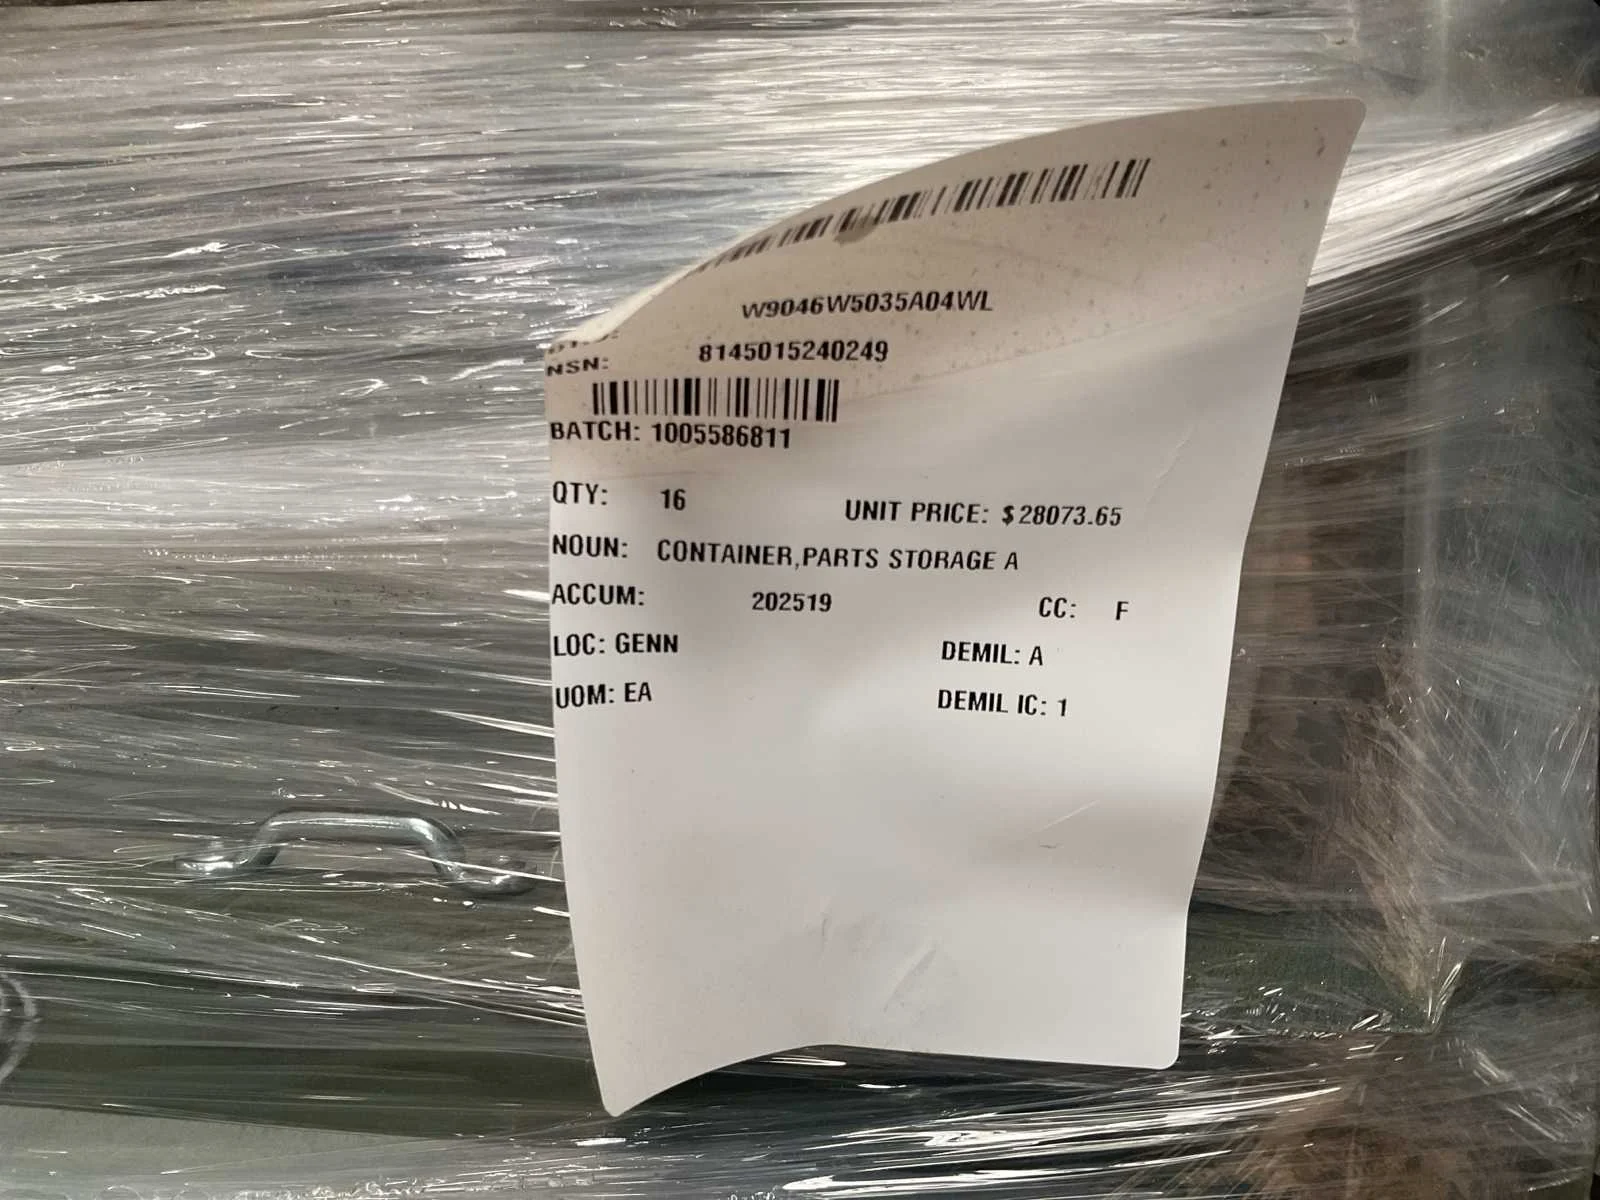 W9046W5035A04WL
NSN: 8145015240249
BATCH: 1005586811
QTY: 16 UNIT PRICE: $28073.65
NOUN: CONTAINER,PARTS STORAGE A
ACCUM: 202519 CC: F
LOC: GENN DEMIL: A
UOM: EA DEMIL IC: 1